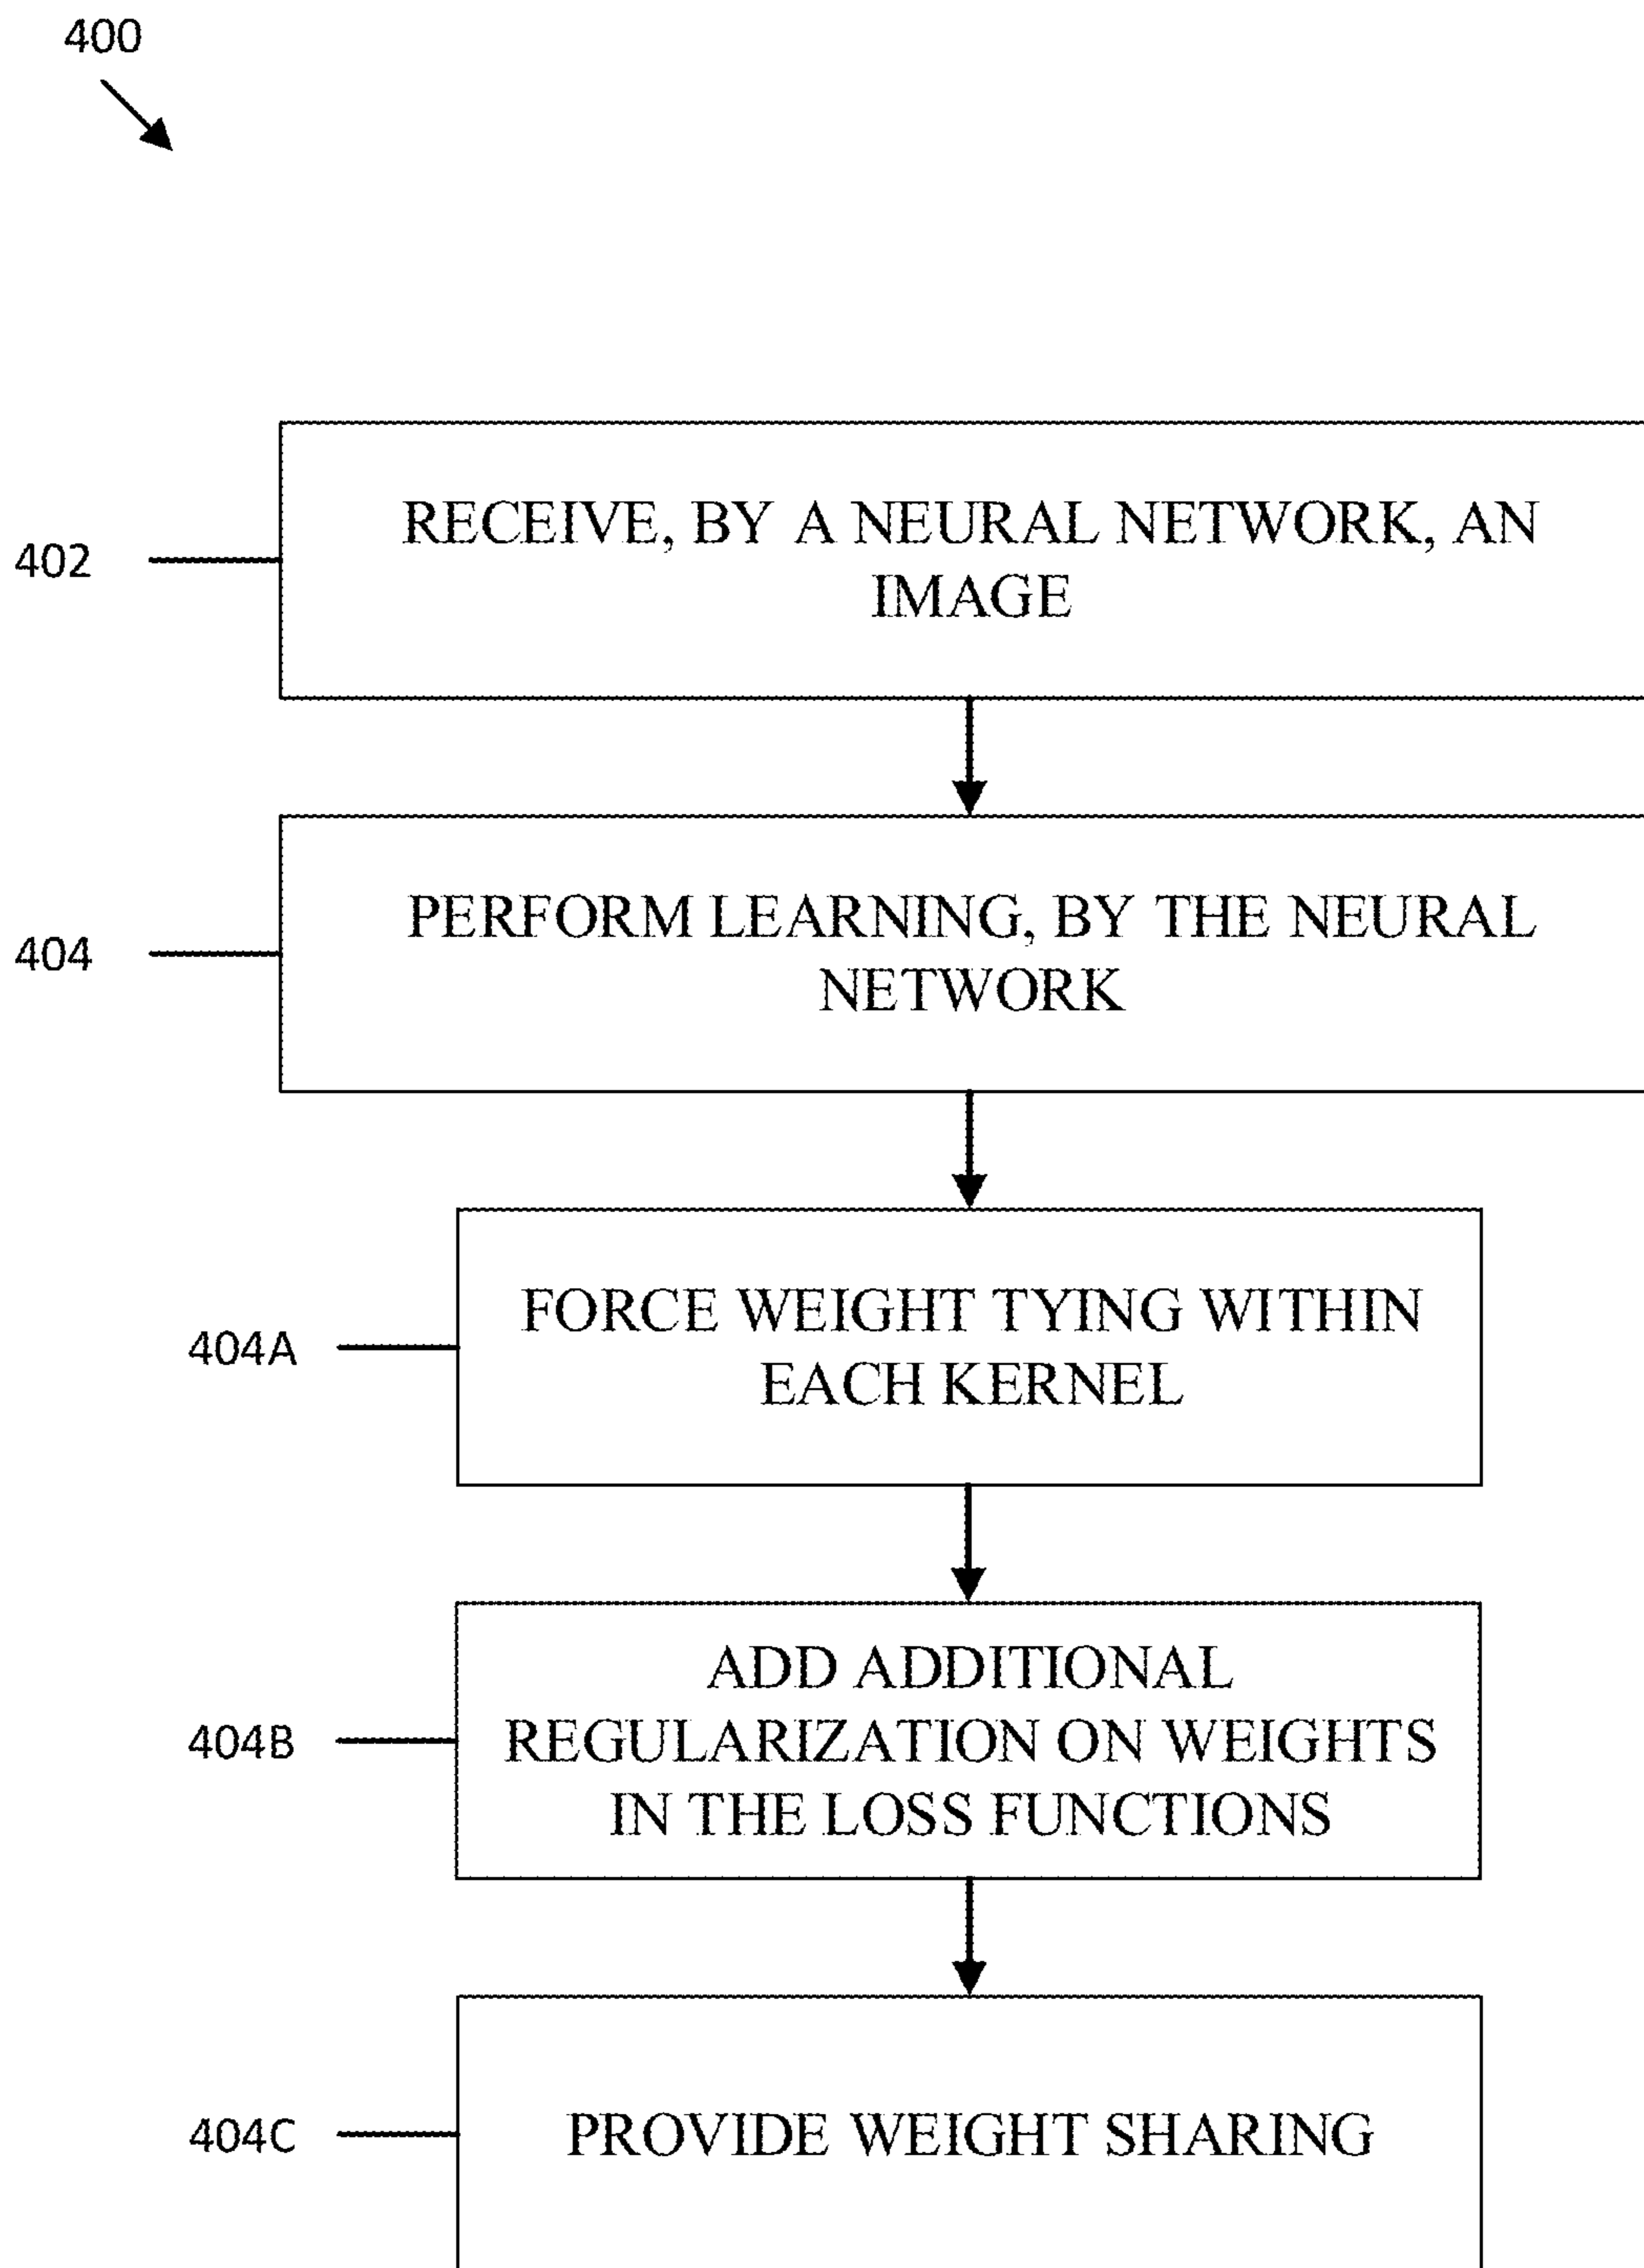 400
402
RECEIVE, BY A NEURAL NETWORK, AN
IMAGE
404
PERFORM LEARNING, BY THE NEURAL
NETWORK
404A
FORCE WEIGHT TYING WITHIN
EACH KERNEL
404B
ADD ADDITIONAL
REGULARIZATION ON WEIGHTS
IN THE LOSS FUNCTIONS
404C
PROVIDE WEIGHT SHARING